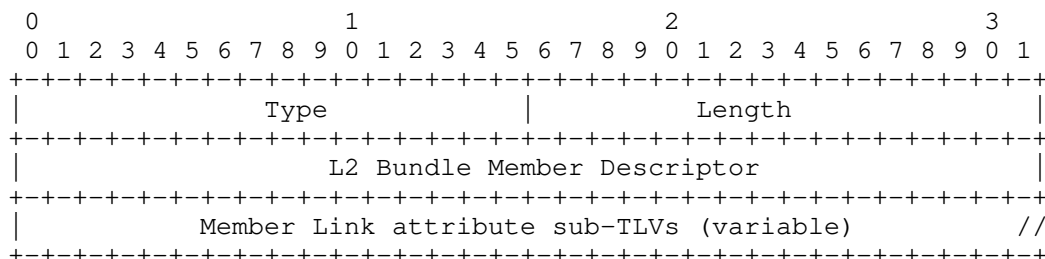 0                   1                   2                   3
 0 1 2 3 4 5 6 7 8 9 0 1 2 3 4 5 6 7 8 9 0 1 2 3 4 5 6 7 8 9 0 1
+-+-+-+-+-+-+-+-+-+-+-+-+-+-+-+-+-+-+-+-+-+-+-+-+-+-+-+-+-+-+-+-+
|              Type             |          Length               |
+-+-+-+-+-+-+-+-+-+-+-+-+-+-+-+-+-+-+-+-+-+-+-+-+-+-+-+-+-+-+-+-+
|                  L2 Bundle Member Descriptor                  |
+-+-+-+-+-+-+-+-+-+-+-+-+-+-+-+-+-+-+-+-+-+-+-+-+-+-+-+-+-+-+-+-+
|          Member Link attribute sub-TLVs (variable)           //
+-+-+-+-+-+-+-+-+-+-+-+-+-+-+-+-+-+-+-+-+-+-+-+-+-+-+-+-+-+-+-+-+